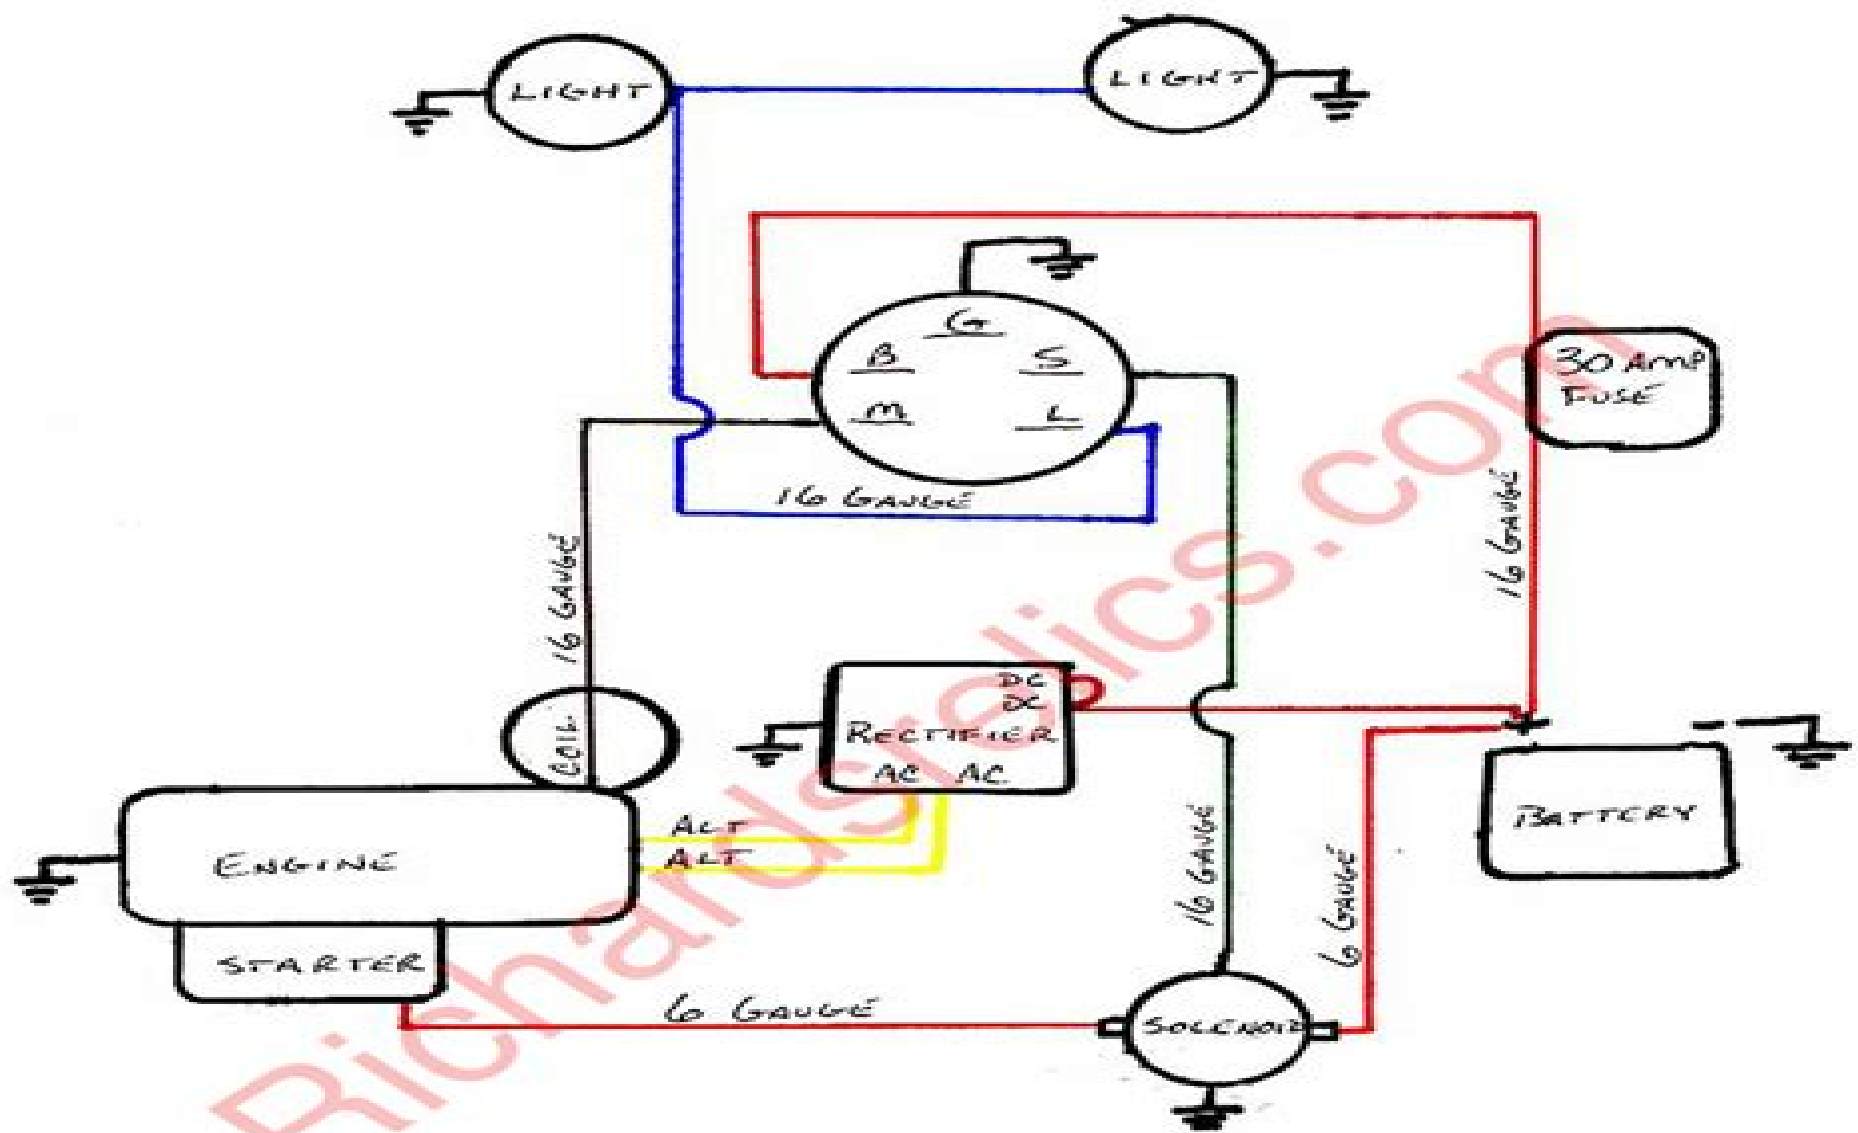 LIGHT
LIGHT
G
B
S
M
L
30 AMP
FUSE
16 GAUGE
16 GAUGE
16 GAUGE
DC
DC
RECTIFIER
AC AC
COIL
ALT
ALT
ENGINE
BATTERY
16 GAUGE
6 GAUGE
STARTER
6 GAUGE
SOLENOID
Richardsrelics.com